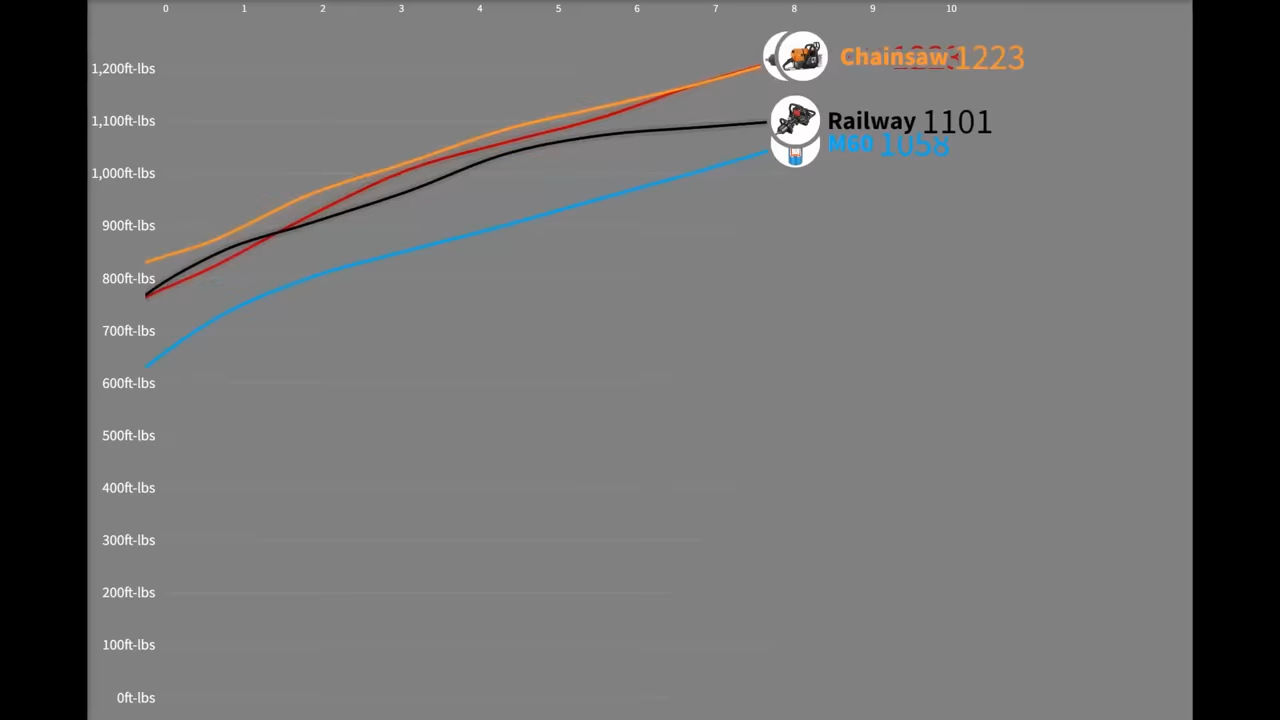 0 1 2 3 4 5 6 7 8 9 10
Chainsaw 1223
1,200ft-lbs
Railway 1101
1,100ft-lbs
M60 1058
1,000ft-lbs
900ft-lbs
800ft-lbs
700ft-lbs
600ft-lbs
500ft-lbs
400ft-lbs
300ft-lbs
200ft-lbs
100ft-lbs
0ft-lbs